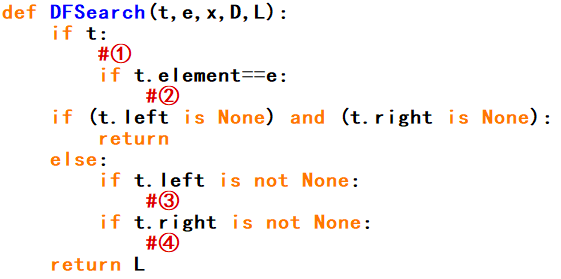 def DFSearch(t,e,x,D,L):
    if t:
        #①
        if t.element==e:
            #②
    if (t.left is None) and (t.right is None):
        return
    else:
        if t.left is not None:
            #③
        if t.right is not None:
            #④
    return L